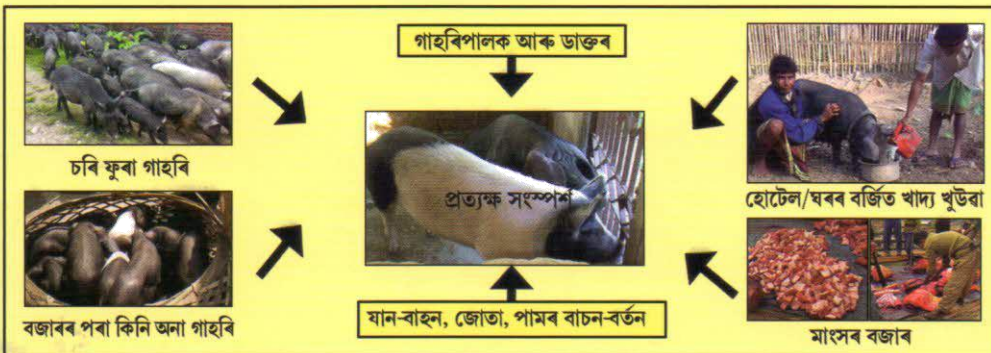 গাহৰিপালক আৰু ডাক্তৰ
চৰি ফুৰা গাহৰি
প্ৰত্যক্ষ সংস্পৰ্শ
হোটেল/ঘৰৰ বৰ্জিত খাদ্য খুউৱা
বজাৰৰ পৰা কিনি অনা গাহৰি
যান-বাহন, জোতা, পামৰ বাচন-বৰ্তন
মাংসৰ বজাৰ